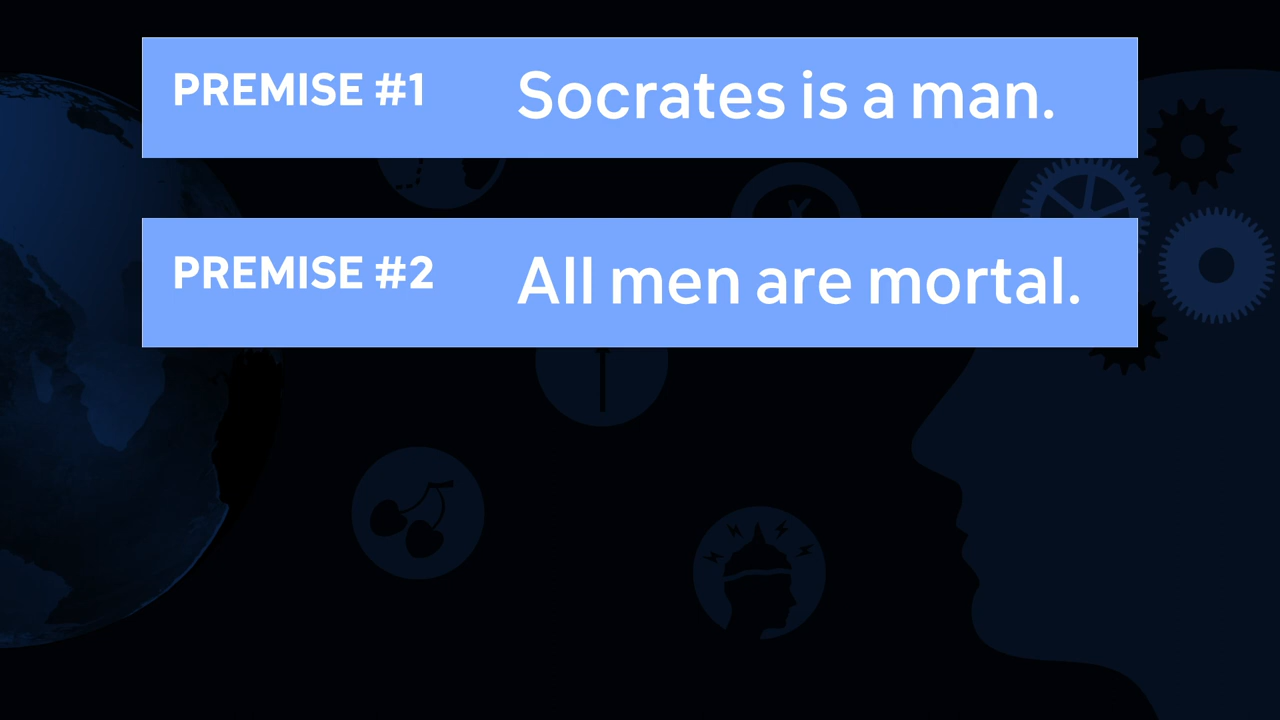 PREMISE #1 Socrates is a man.
PREMISE #2 All men are mortal.